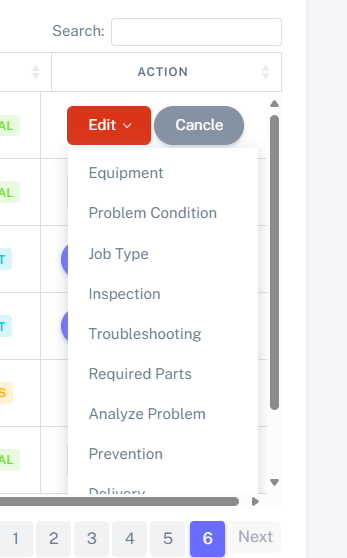 Search:
ACTION
AL
Edit
Cancle
Equipment
AL
Problem Condition
T
Job Type
Inspection
T
Troubleshooting
Required Parts
S
Analyze Problem
AL
Prevention
Delivery
1 2 3 4 5 6 Next